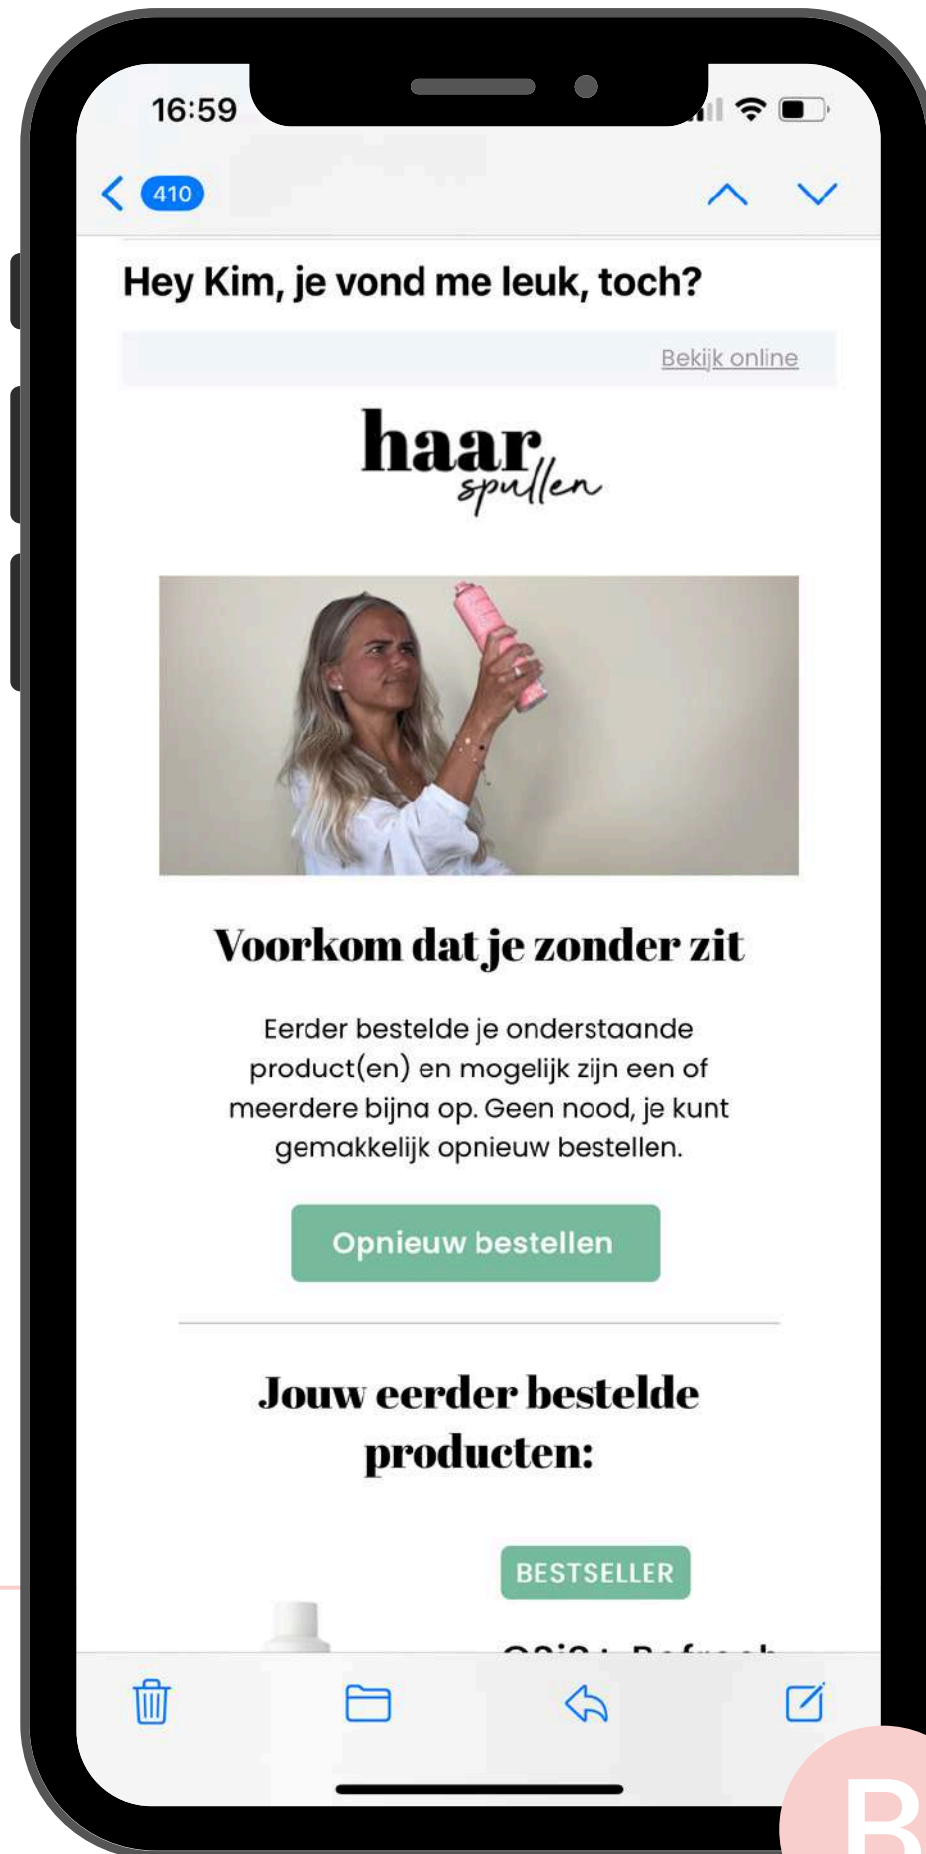 16:59
410
Hey Kim, je vond me leuk, toch?
Bekijk online
haar
spullen
Voorkom dat je zonder zit
Eerder bestelde je onderstaande
product(en) en mogelijk zijn een of
meerdere bijna op. Geen nood, je kunt
gemakkelijk opnieuw bestellen.
Opnieuw bestellen
Jouw eerder bestelde
producten:
BESTSELLER
B